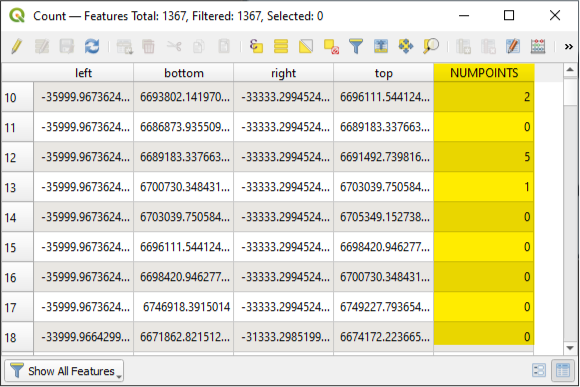 Count — Features Total: 1367, Filtered: 1367, Selected: 0
left bottom right top NUMPOINTS
10 -35999.9673624... 6693802.141970... -33333.2994524... 6696111.544124... 2
11 -35999.9673624... 6686873.935509... -33333.2994524... 6689183.337663... 0
12 -35999.9673624... 6689183.337663... -33333.2994524... 6691492.739816... 5
13 -35999.9673624... 6700730.348431... -33333.2994524... 6703039.750584... 1
14 -35999.9673624... 6703039.750584... -33333.2994524... 6705349.152738... 0
15 -35999.9673624... 6696111.544124... -33333.2994524... 6698420.946277... 0
16 -35999.9673624... 6698420.946277... -33333.2994524... 6700730.348431... 0
17 -35999.9673624... 6746918.3915014 -33333.2994524... 6749227.793654... 0
18 -33999.9664299... 6671862.821512... -31333.2985199... 6674172.223665... 0
Show All Features